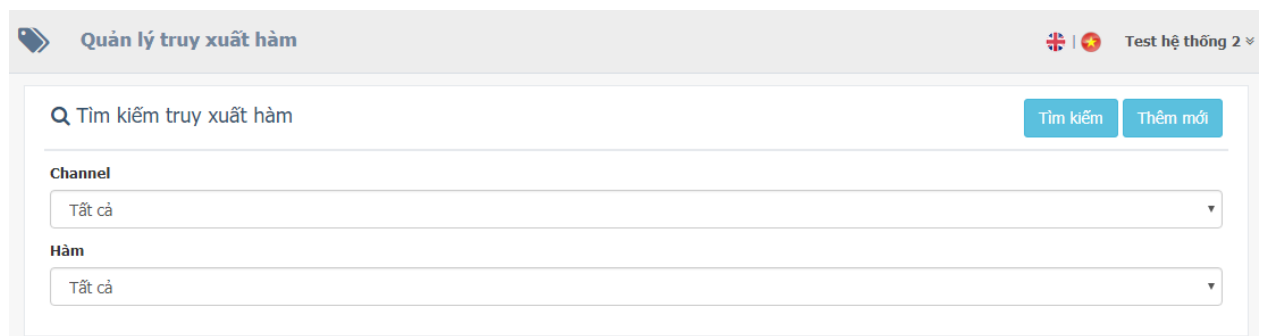 Quản lý truy xuất hàm
| Test hệ thống 2
Tìm kiếm truy xuất hàm
Tìm kiếm Thêm mới
Channel
Tất cả
Hàm
Tất cả